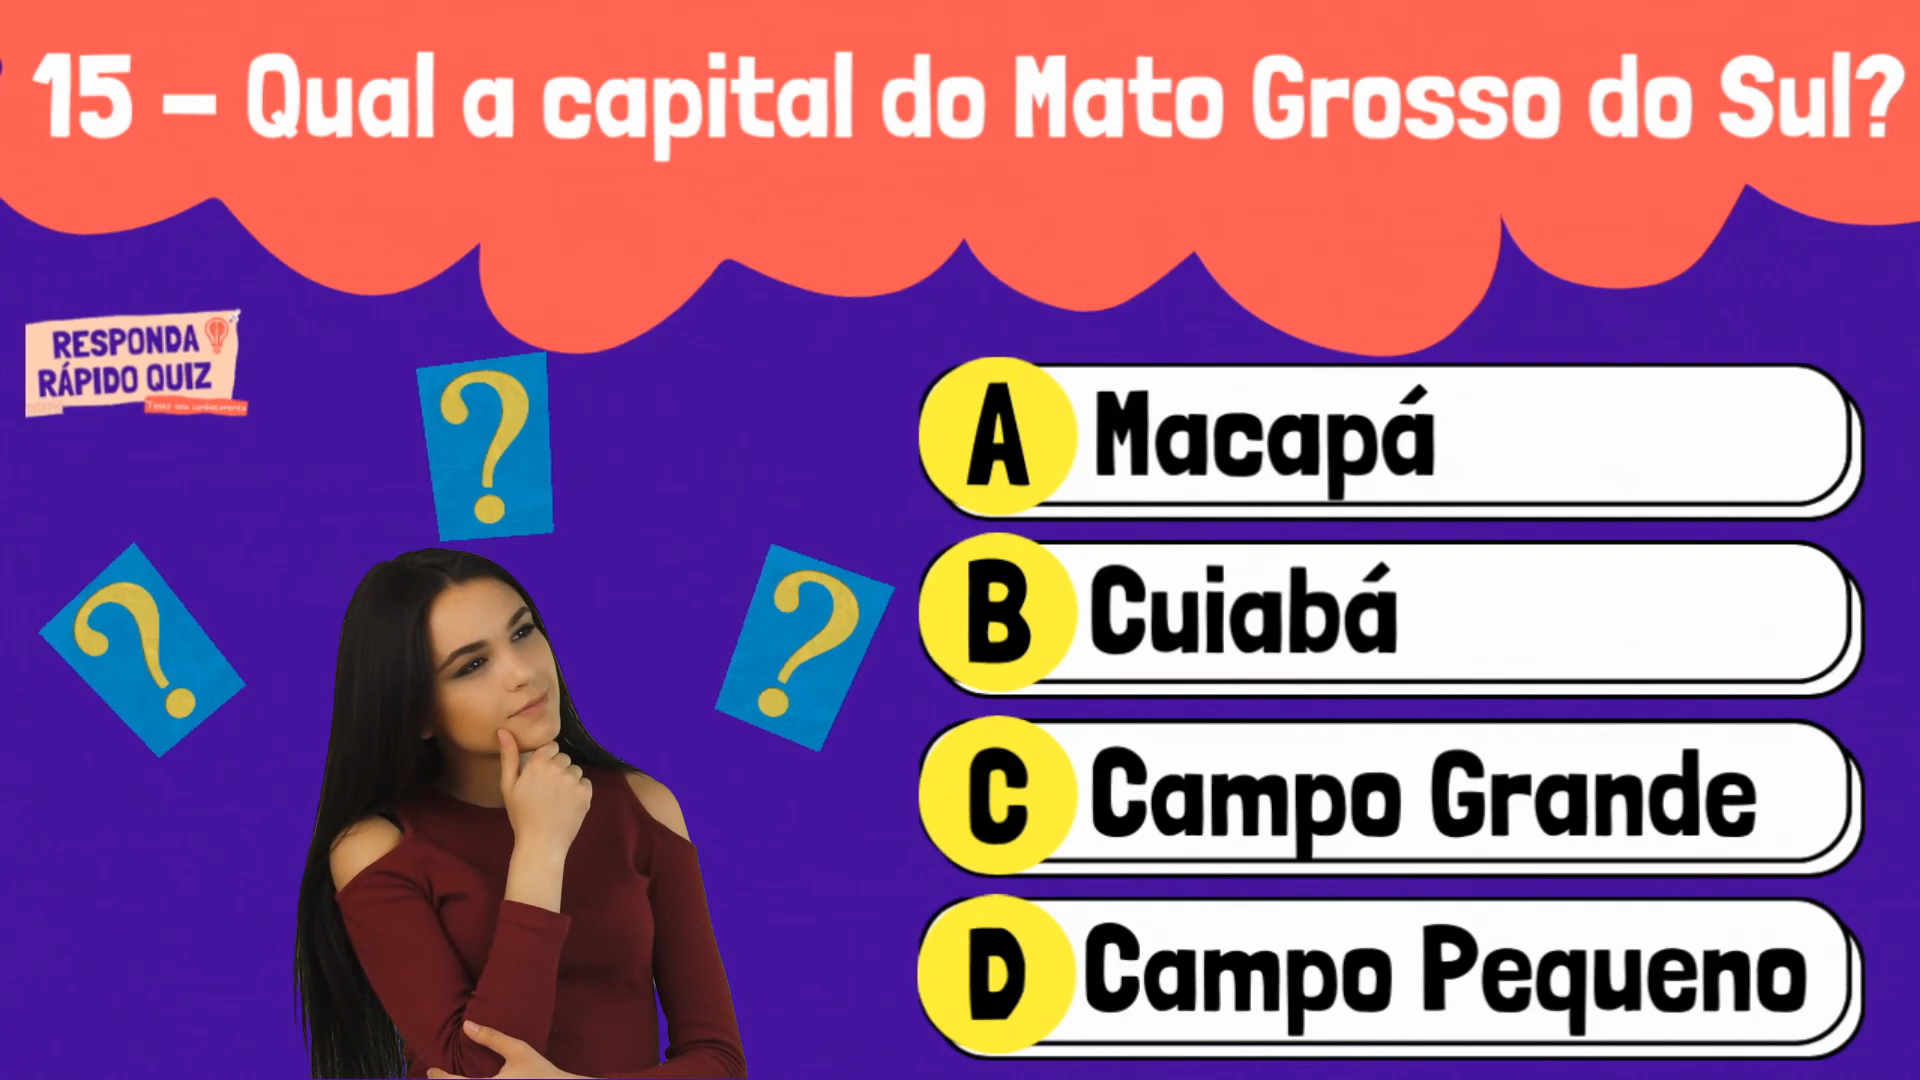 15 – Qual a capital do Mato Grosso do Sul?
RESPONDA
RÁPIDO QUIZ
?
?
?
A Macapá
B Cuiabá
C Campo Grande
D Campo Pequeno